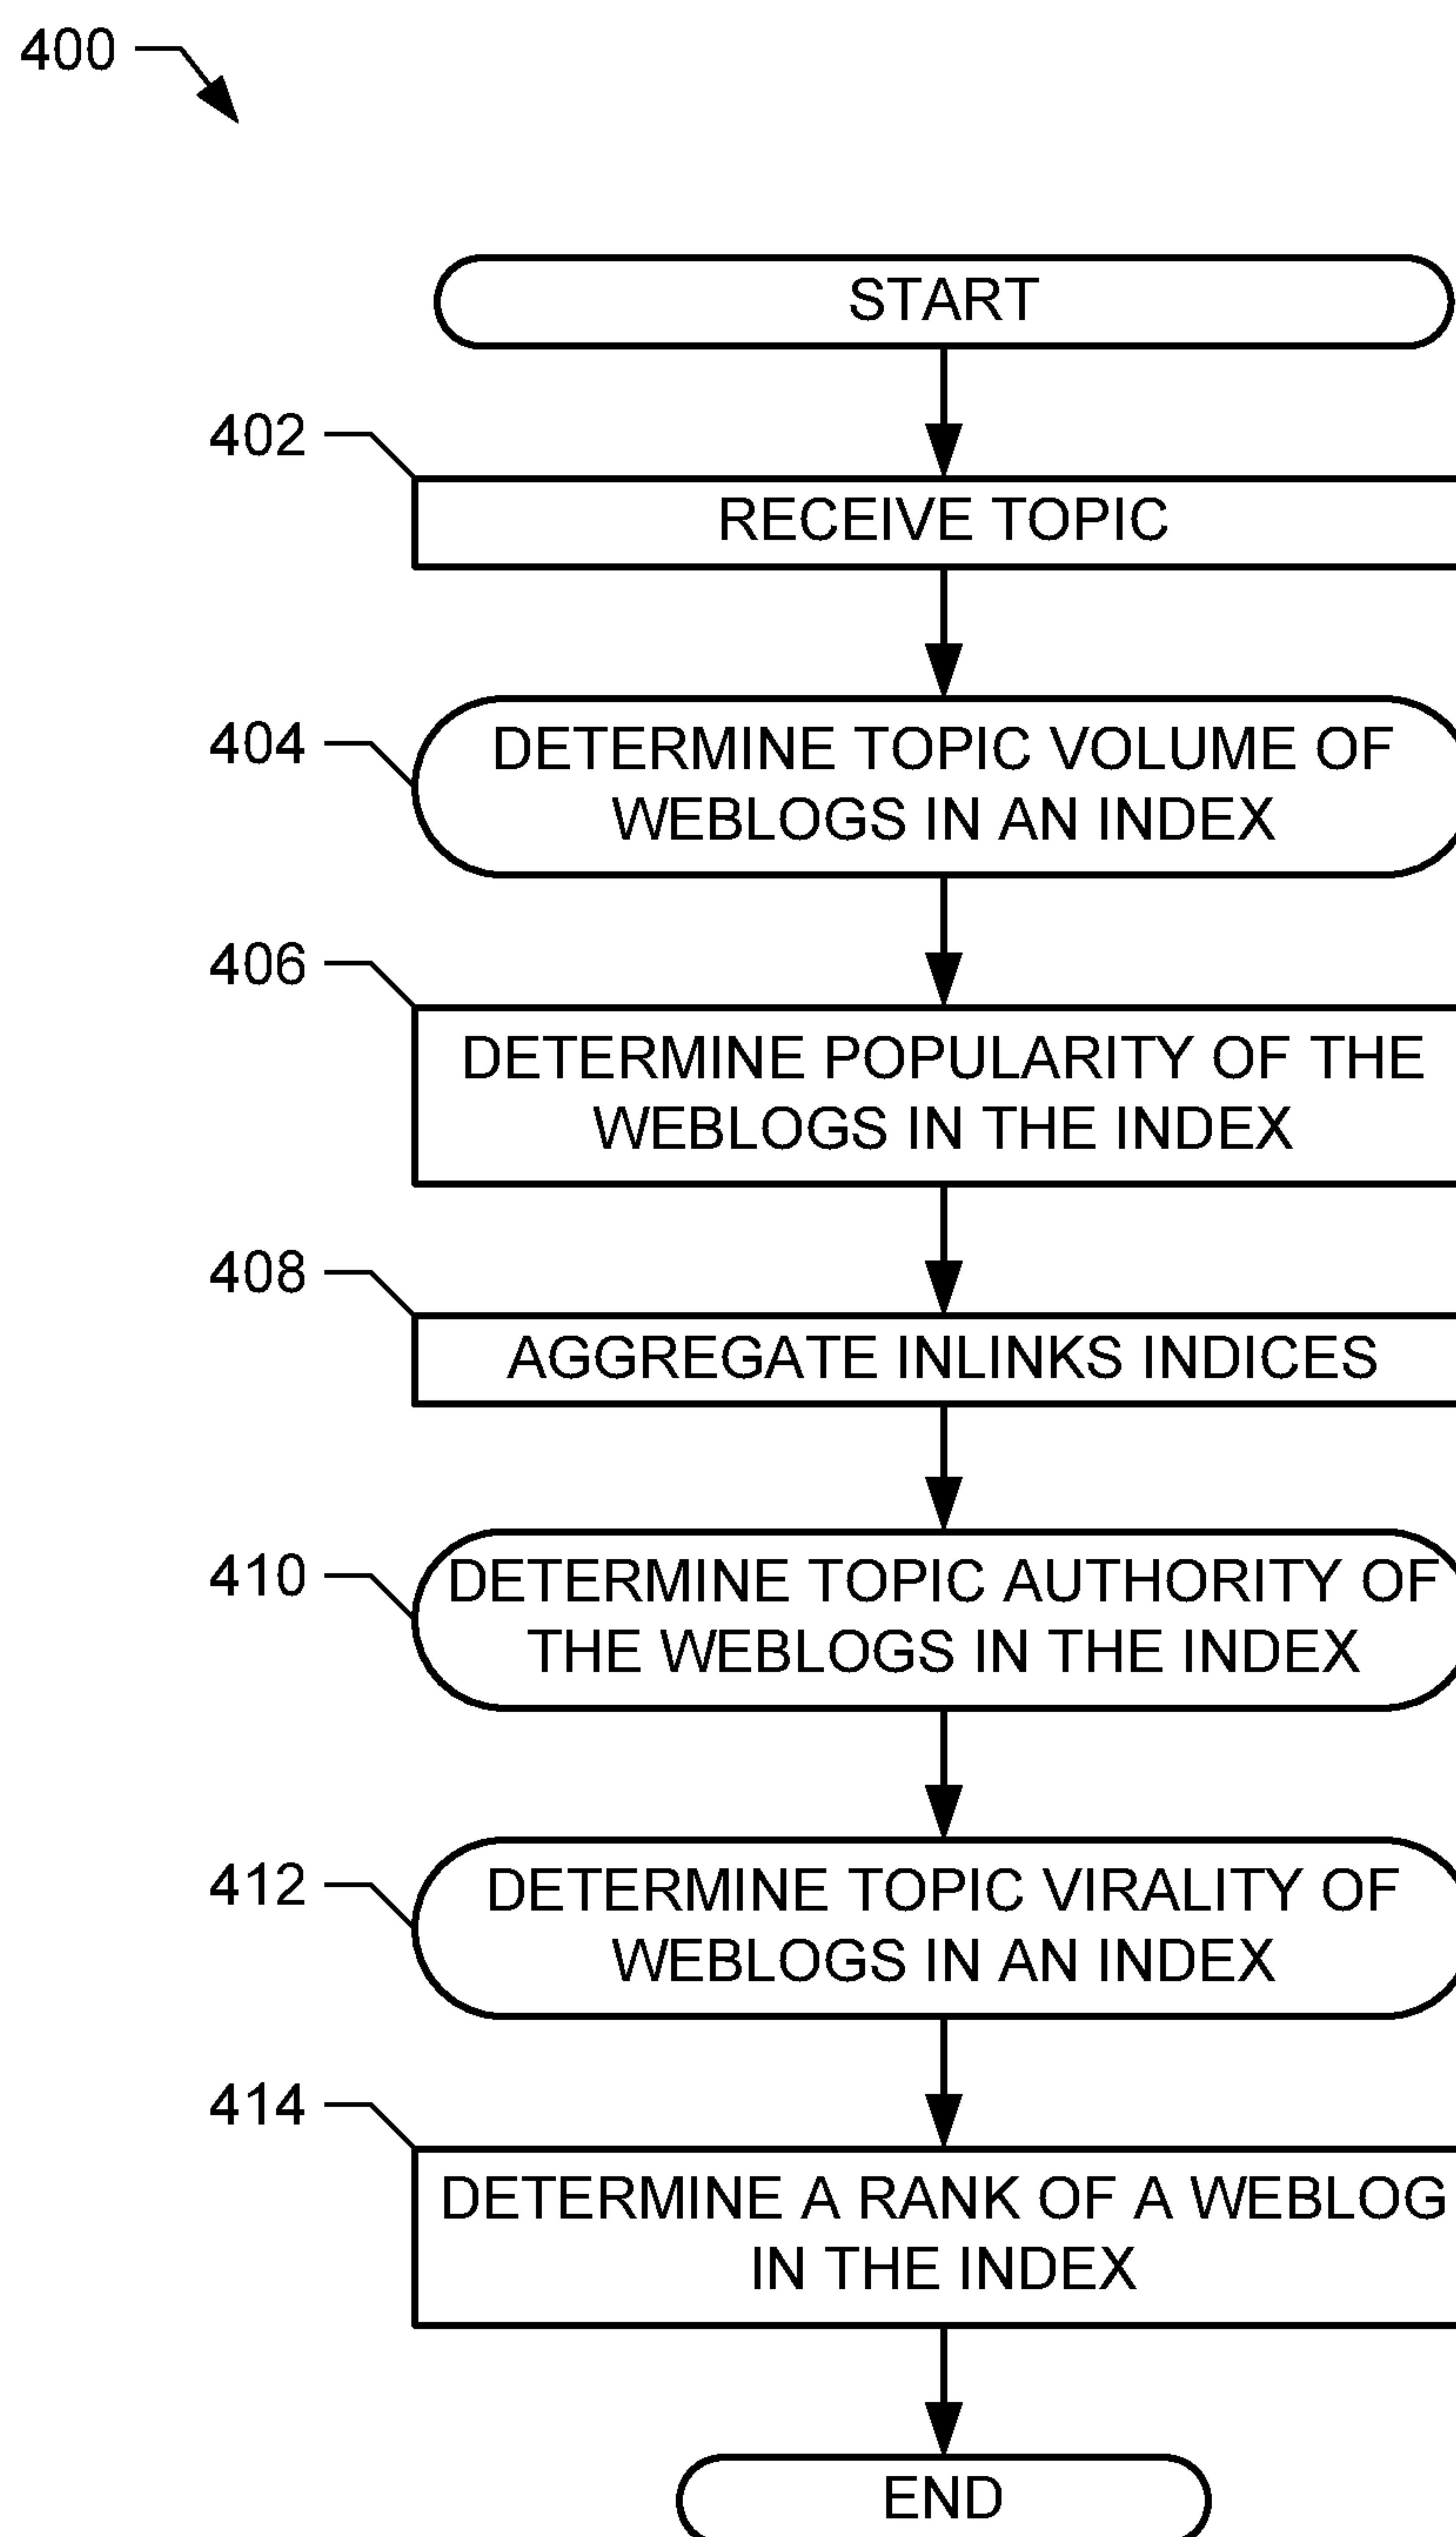 400
START
402
RECEIVE TOPIC
404
DETERMINE TOPIC VOLUME OF
WEBLOGS IN AN INDEX
406
DETERMINE POPULARITY OF THE
WEBLOGS IN THE INDEX
408
AGGREGATE INLINKS INDICES
410
DETERMINE TOPIC AUTHORITY OF
THE WEBLOGS IN THE INDEX
412
DETERMINE TOPIC VIRALITY OF
WEBLOGS IN AN INDEX
414
DETERMINE A RANK OF A WEBLOG
IN THE INDEX
END